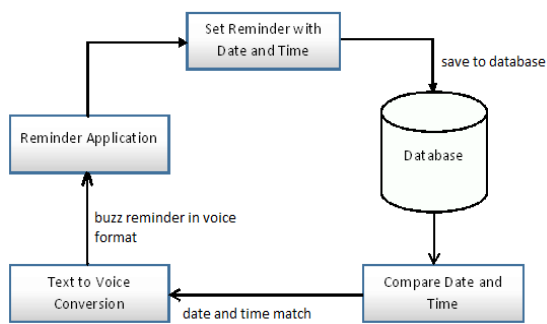 Set Reminder with
Date and Time
save to database
Reminder Application
Database
buzz reminder in voice
format
Text to Voice
Conversion
Compare Date and
Time
date and time match